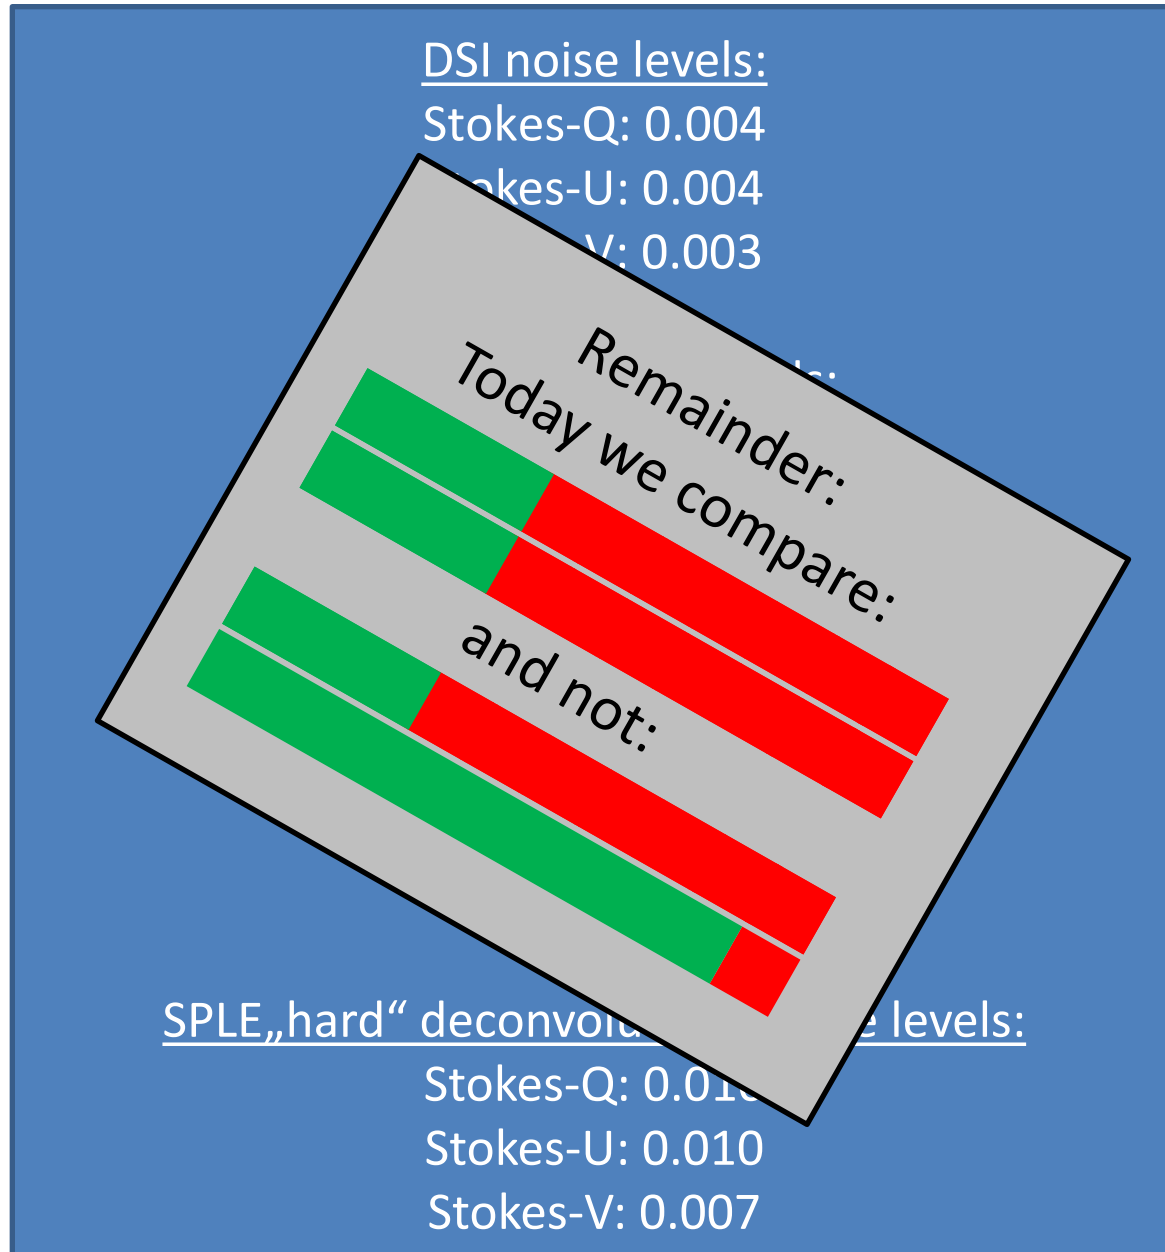 DSI noise levels:
Stokes-Q: 0.004
Stokes-U: 0.004
V: 0.003
Remainder:
Today we compare:
and not:
SPLE„hard“ levels:
Stokes-Q:
Stokes-U: 0.010
Stokes-V: 0.007